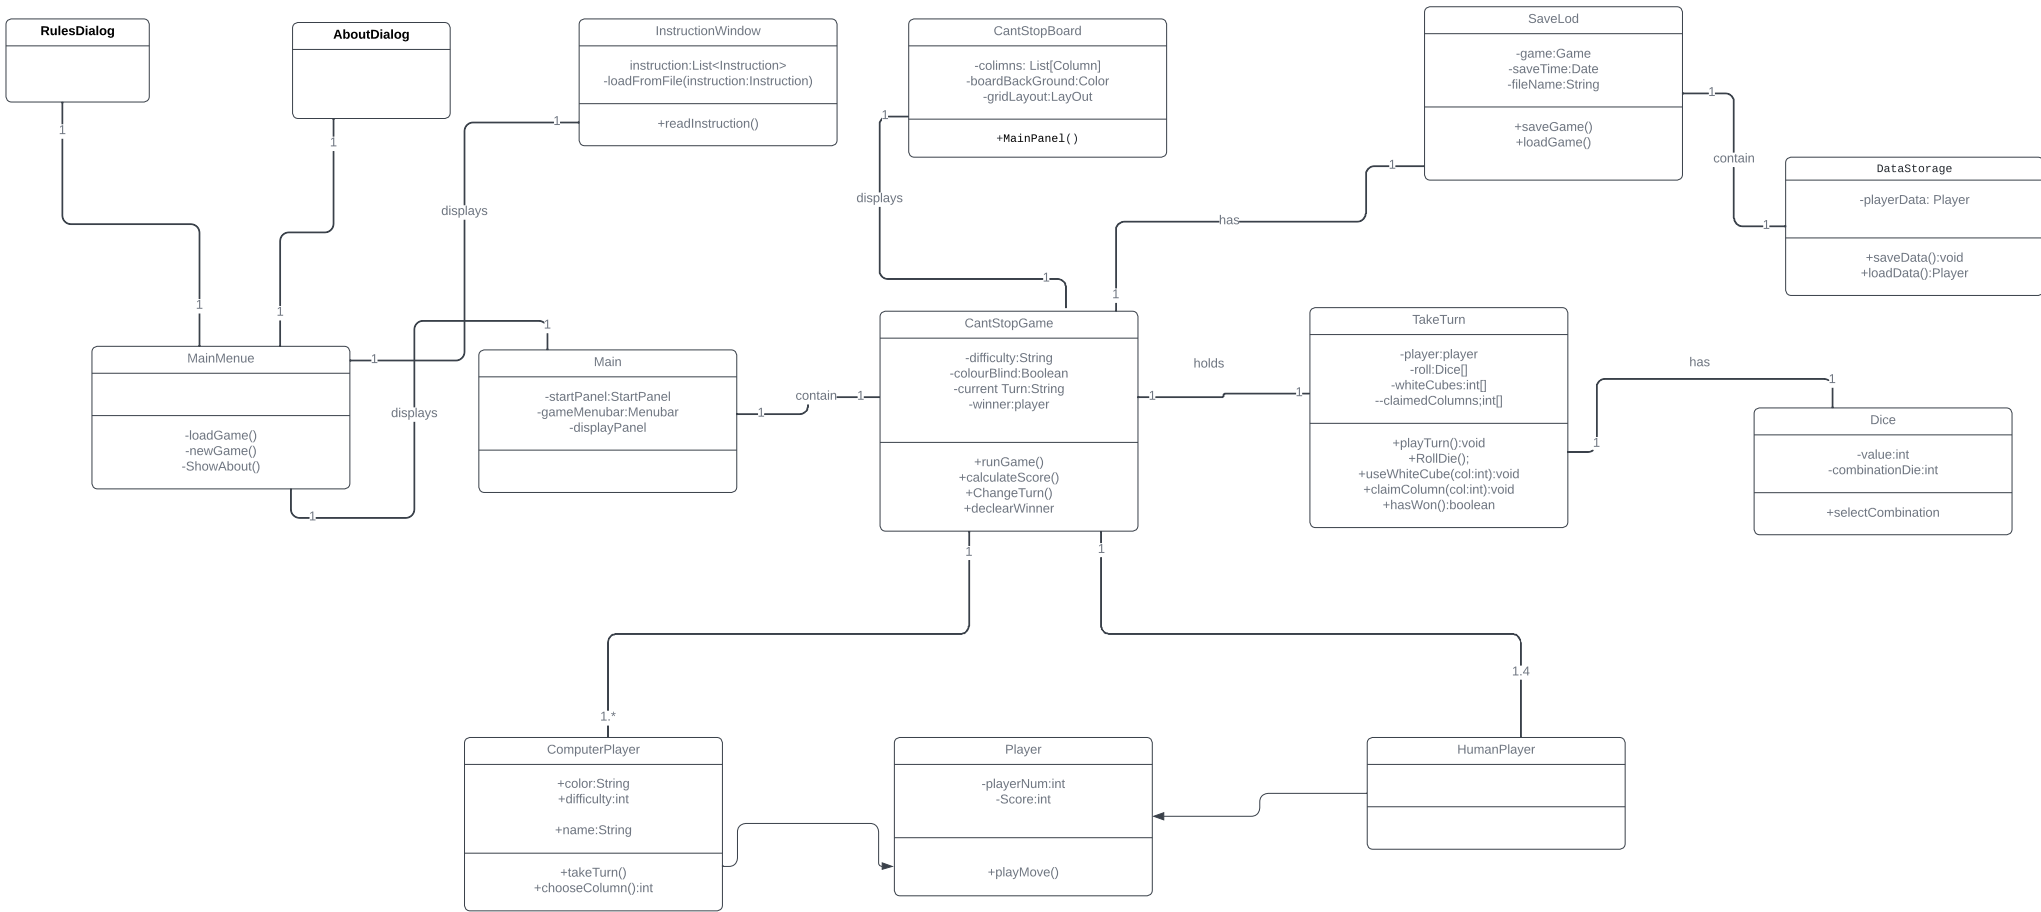 RulesDialog
1
1
AboutDialog
1
1
InstructionWindow
instruction:List<Instruction>
-loadFromFile(instruction:Instruction)
+readInstruction()
1
displays
1
CantStopBoard
-colimns: List[Column]
-boardBackGround:Color
-gridLayout:LayOut
+MainPanel()
1
displays
1
SaveLod
-game:Game
-saveTime:Date
-fileName:String
+saveGame()
+loadGame()
1
contain
1
1
has
1
DataStorage
-playerData: Player
+saveData():void
+loadData():Player
MainMenue
-loadGame()
-newGame()
-ShowAbout()
1
displays
1
Main
-startPanel:StartPanel
-gameMenubar:Menubar
-displayPanel
1
contain
1
CantStopGame
-difficulty:String
-colourBlind:Boolean
-current Turn:String
-winner:player
+runGame()
+calculateScore()
+ChangeTurn()
+declearWinner
1
holds
1
TakeTurn
-player:player
-roll:Dice[]
-whiteCubes:int[]
--claimedColumns;int[]
+playTurn():void
+RollDie();
+useWhiteCube(col:int):void
+claimColumn(col:int):void
+hasWon():boolean
1
has
1
Dice
-value:int
-combinationDie:int
+selectCombination
1
1.*
1
1.4
ComputerPlayer
+color:String
+difficulty:int
+name:String
+takeTurn()
+chooseColumn():int
Player
-playerNum:int
-Score:int
+playMove()
HumanPlayer